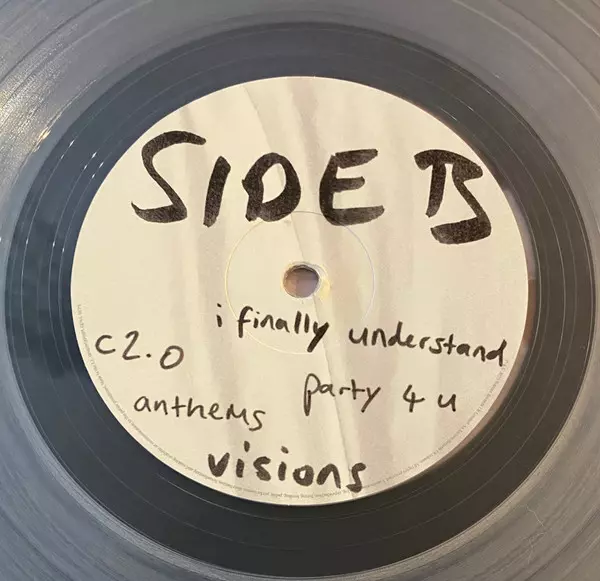 SIDE B
i finally understand
c2.0
party 4 u
anthems
visions